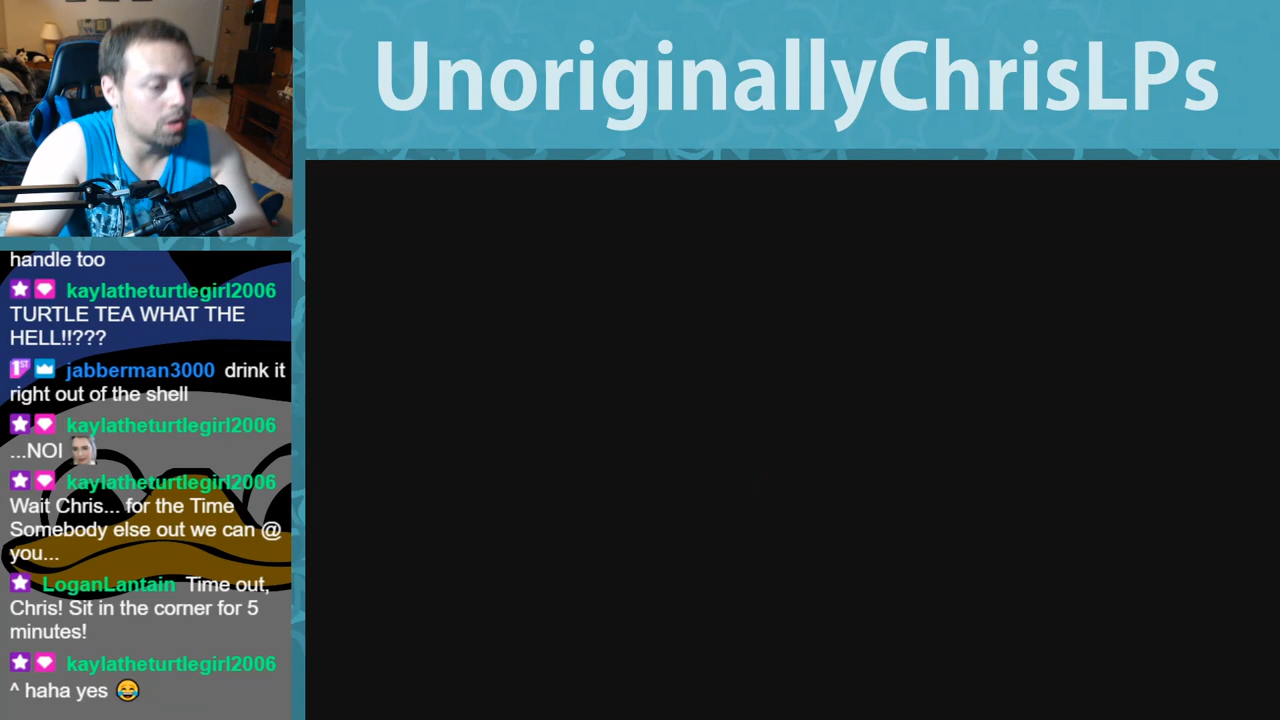 UnoriginallyChrisLPs
handle too
kaylatheturtlegirl2006
TURTLE TEA WHAT THE
HELL!!???
1ST jabberman3000 drink it
right out of the shell
kaylatheturtlegirl2006
...NO!
kaylatheturtlegirl2006
Wait Chris... for the Time
Somebody else out we can @
you...
LoganLantain Time out,
Chris! Sit in the corner for 5
minutes!
kaylatheturtlegirl2006
^ haha yes 😂